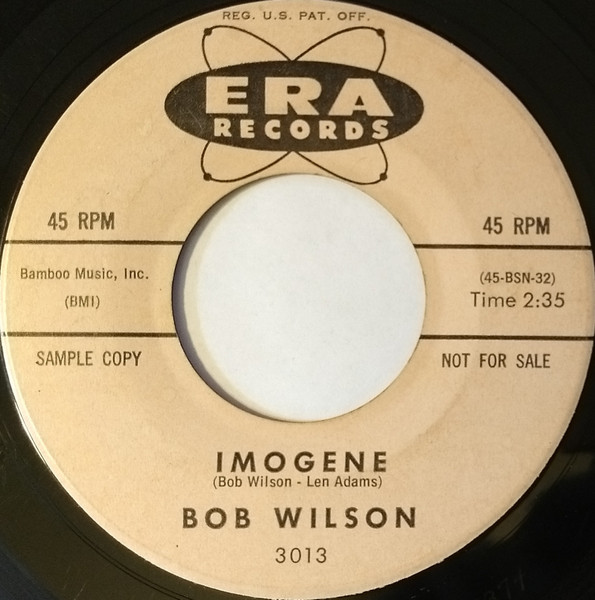 REG. U.S. PAT. OFF.
ERA
RECORDS
45 RPM
45 RPM
Bamboo Music, Inc.
(BMI)
(45-BSN-32)
Time 2:35
SAMPLE COPY
NOT FOR SALE
IMOGENE
(Bob Wilson - Len Adams)
BOB WILSON
3013